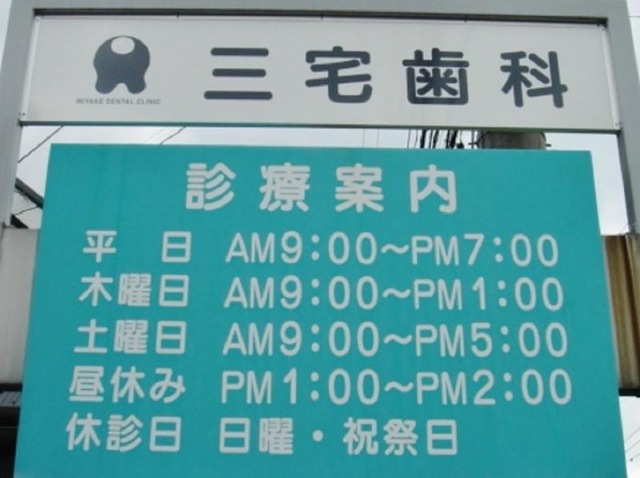 三宅歯科
MIYAKE DENTAL CLINIC
診療案内
平日 AM9:00～PM7:00
木曜日 AM9:00～PM1:00
土曜日 AM9:00～PM5:00
昼休み PM1:00～PM2:00
休診日 日曜・祝祭日